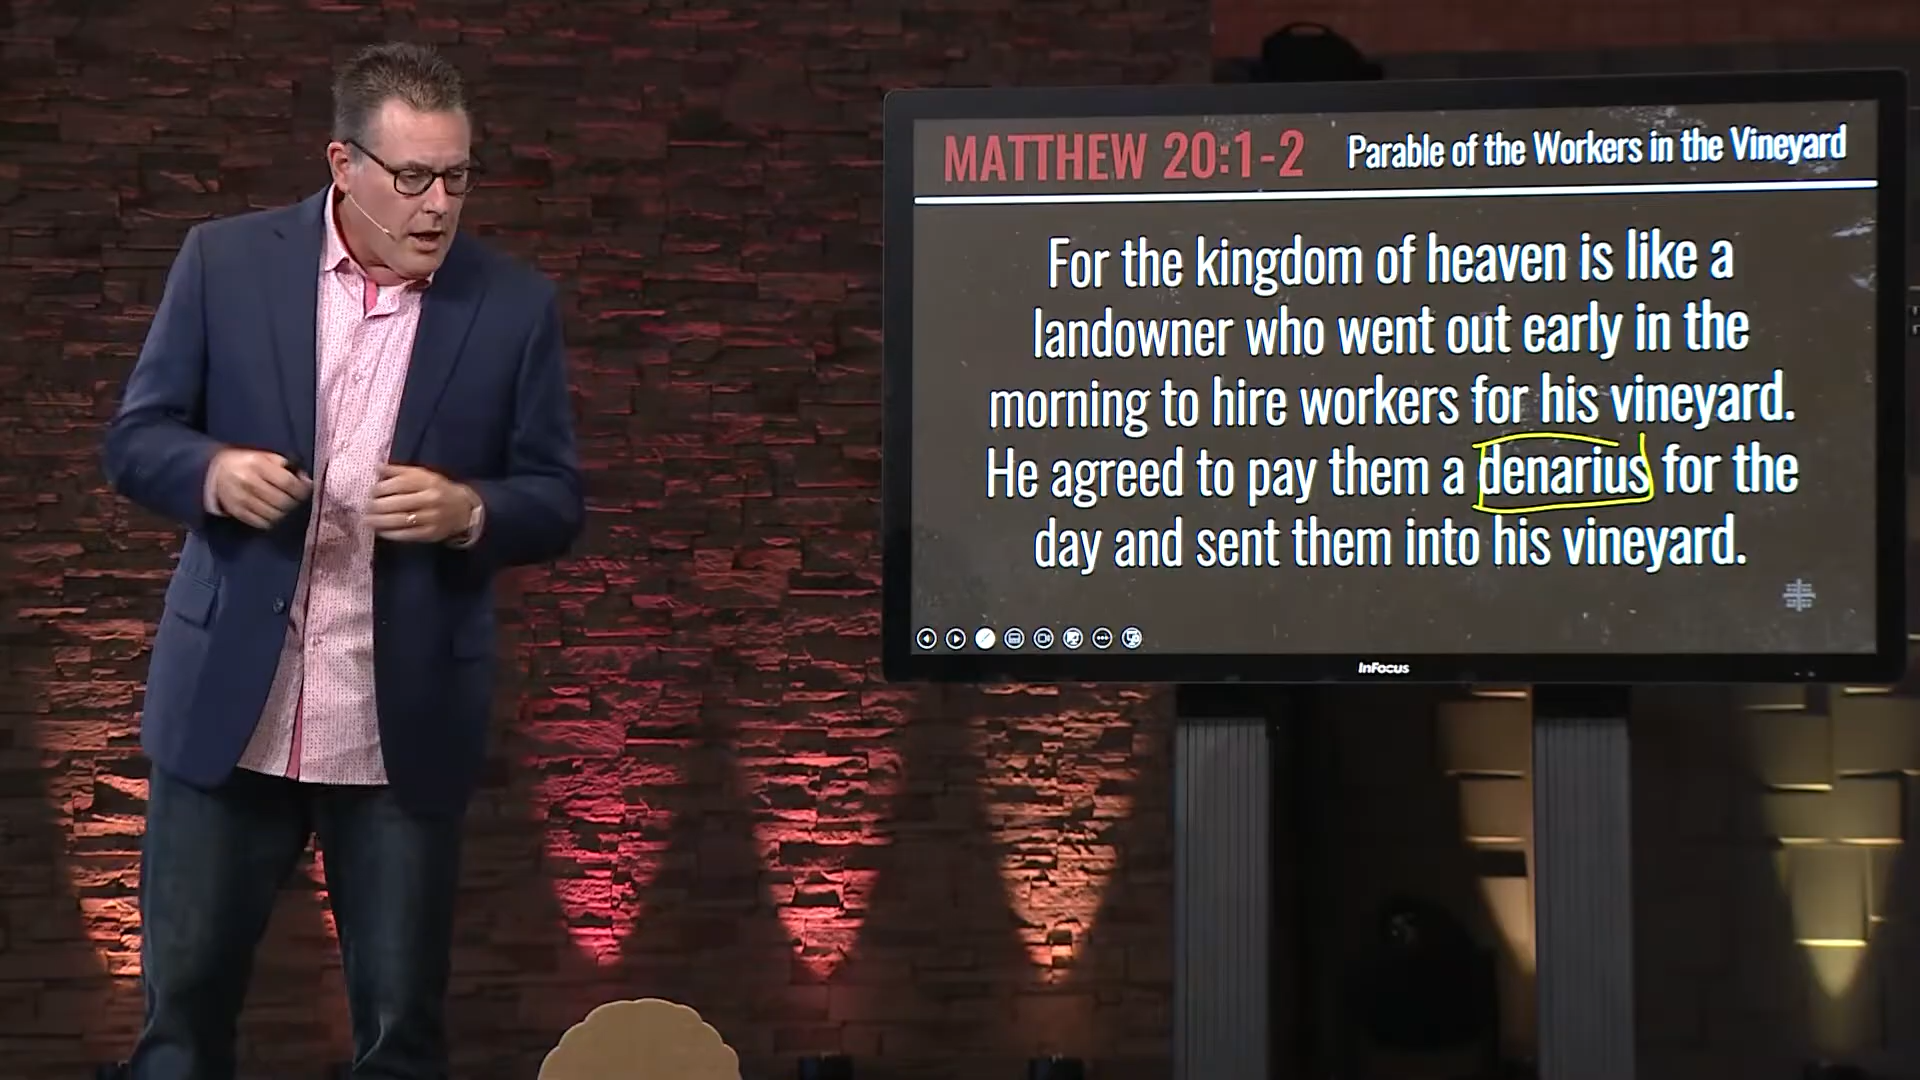 MATTHEW 20:1-2 Parable of the Workers in the Vineyard
For the kingdom of heaven is like a
landowner who went out early in the
morning to hire workers for his vineyard.
He agreed to pay them a denarius for the
day and sent them into his vineyard.
InFocus